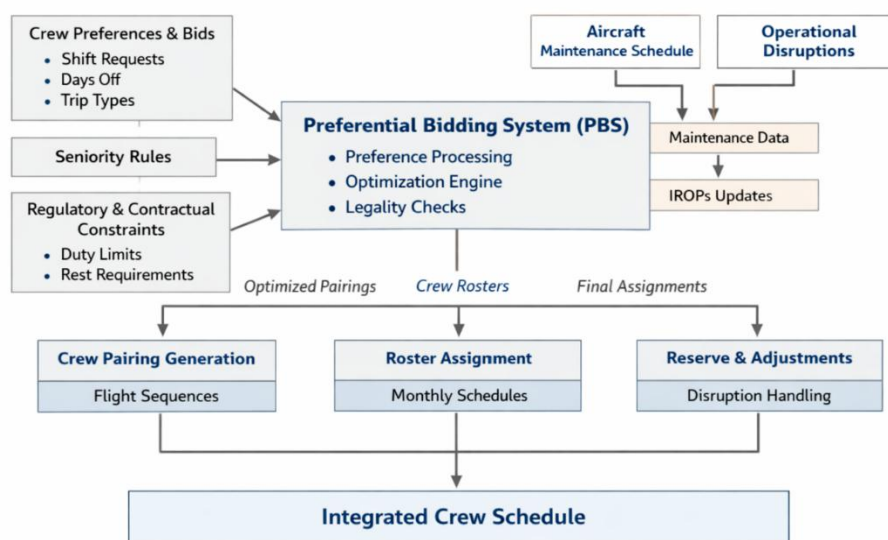 Crew Preferences & Bids
• Shift Requests
• Days Off
• Trip Types
Seniority Rules
Regulatory & Contractual
Constraints
• Duty Limits
• Rest Requirements
Aircraft
Maintenance Schedule
Operational
Disruptions
Preferential Bidding System (PBS)
• Preference Processing
• Optimization Engine
• Legality Checks
Maintenance Data
IROPs Updates
Optimized Pairings
Crew Rosters
Final Assignments
Crew Pairing Generation
Flight Sequences
Roster Assignment
Monthly Schedules
Reserve & Adjustments
Disruption Handling
Integrated Crew Schedule